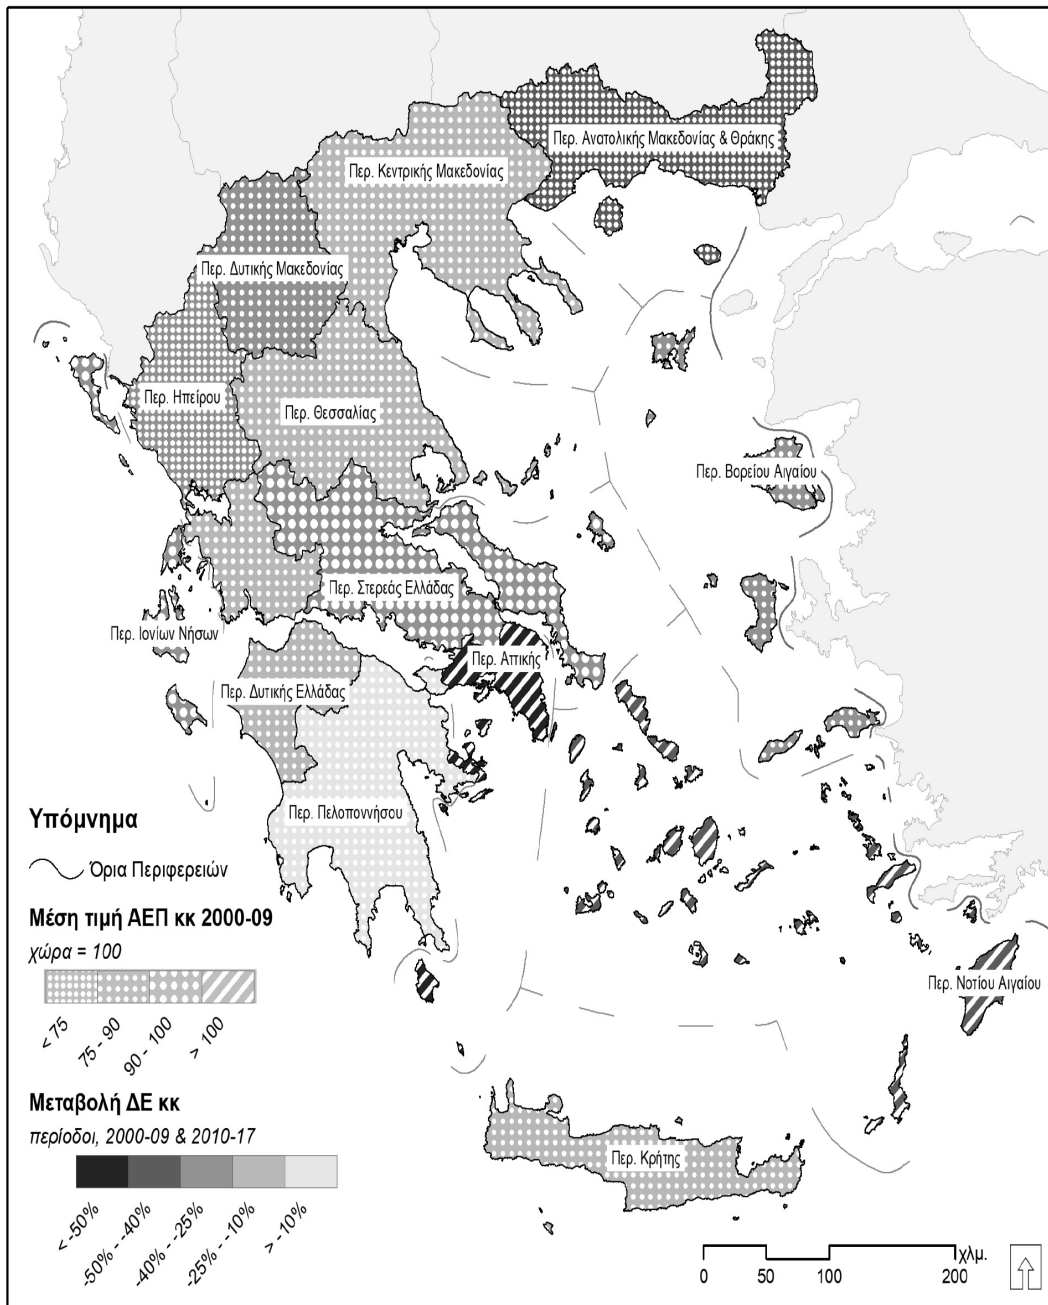 Περ. Ανατολικής Μακεδονίας & Θράκης
Περ. Κεντρικής Μακεδονίας
Περ. Δυτικής Μακεδονίας
Περ. Ηπείρου
Περ. Θεσσαλίας
Περ. Βορείου Αιγαίου
Περ. Στερεάς Ελλάδας
Περ. Ιονίων Νήσων
Περ. Αττικής
Περ. Δυτικής Ελλάδας
Περ. Πελοποννήσου
Περ. Νοτίου Αιγαίου
Περ. Κρήτης
Υπόμνημα
Όρια Περιφερειών
Μέση τιμή ΑΕΠ κκ 2000-09
χώρα = 100
< 75
75 - 90
90 - 100
> 100
Μεταβολή ΔΕ κκ
περίοδοι, 2000-09 & 2010-17
< -50%
-50% - -40%
-40% - -25%
-25% - -10%
> -10%
χλμ.
0 50 100 200